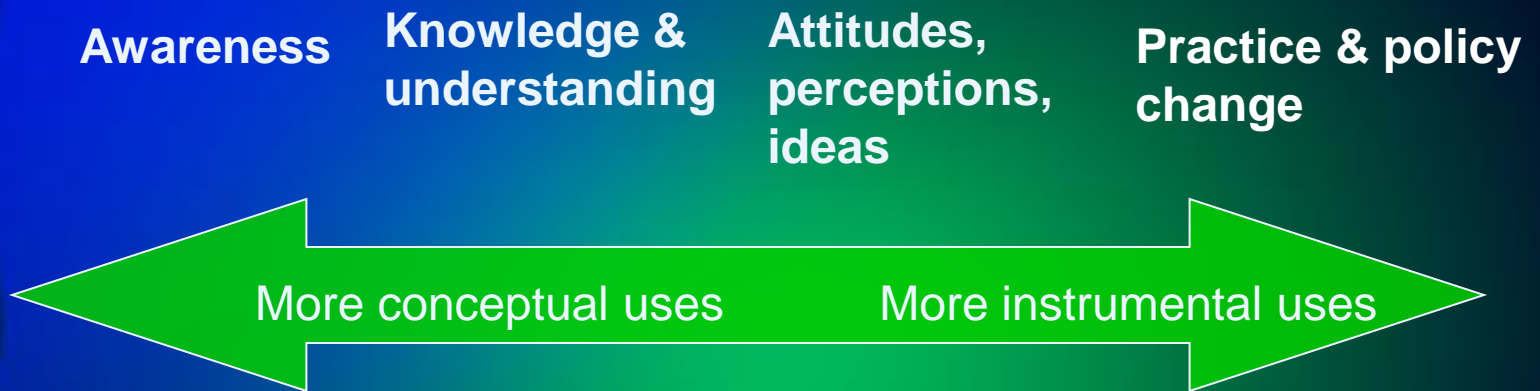 Awareness
Knowledge &
understanding
Attitudes,
perceptions,
ideas
Practice & policy
change
More conceptual uses
More instrumental uses